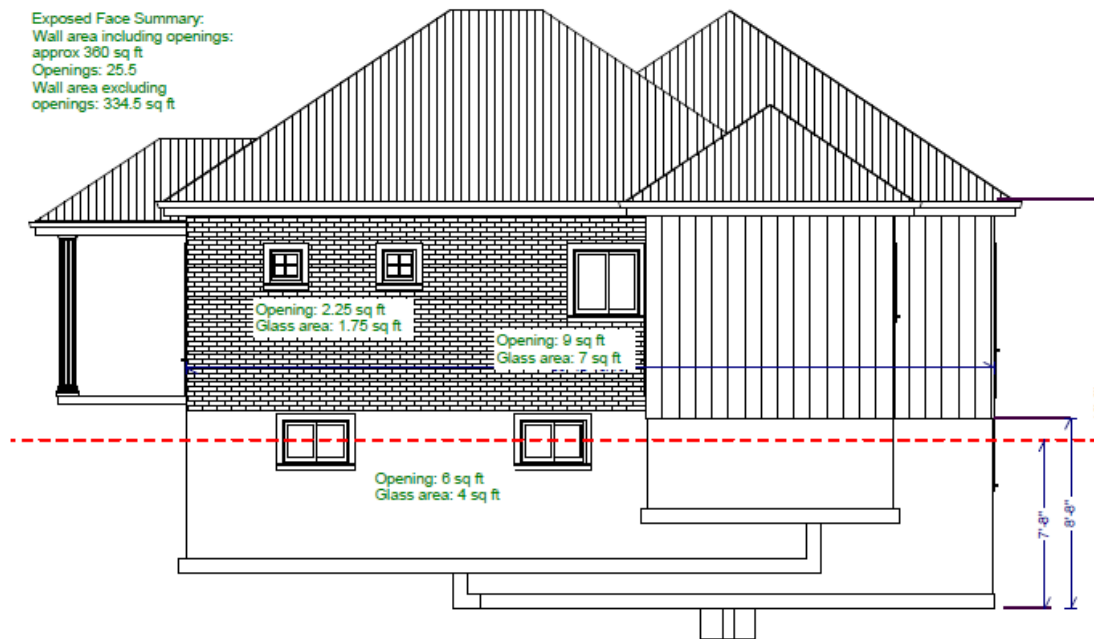 Exposed Face Summary:
Wall area including openings:
approx 360 sq ft
Openings: 25.5
Wall area excluding
openings: 334.5 sq ft
Opening: 2.25 sq ft
Glass area: 1.75 sq ft
Opening: 9 sq ft
Glass area: 7 sq ft
Opening: 6 sq ft
Glass area: 4 sq ft
7'-8"
8'-8"